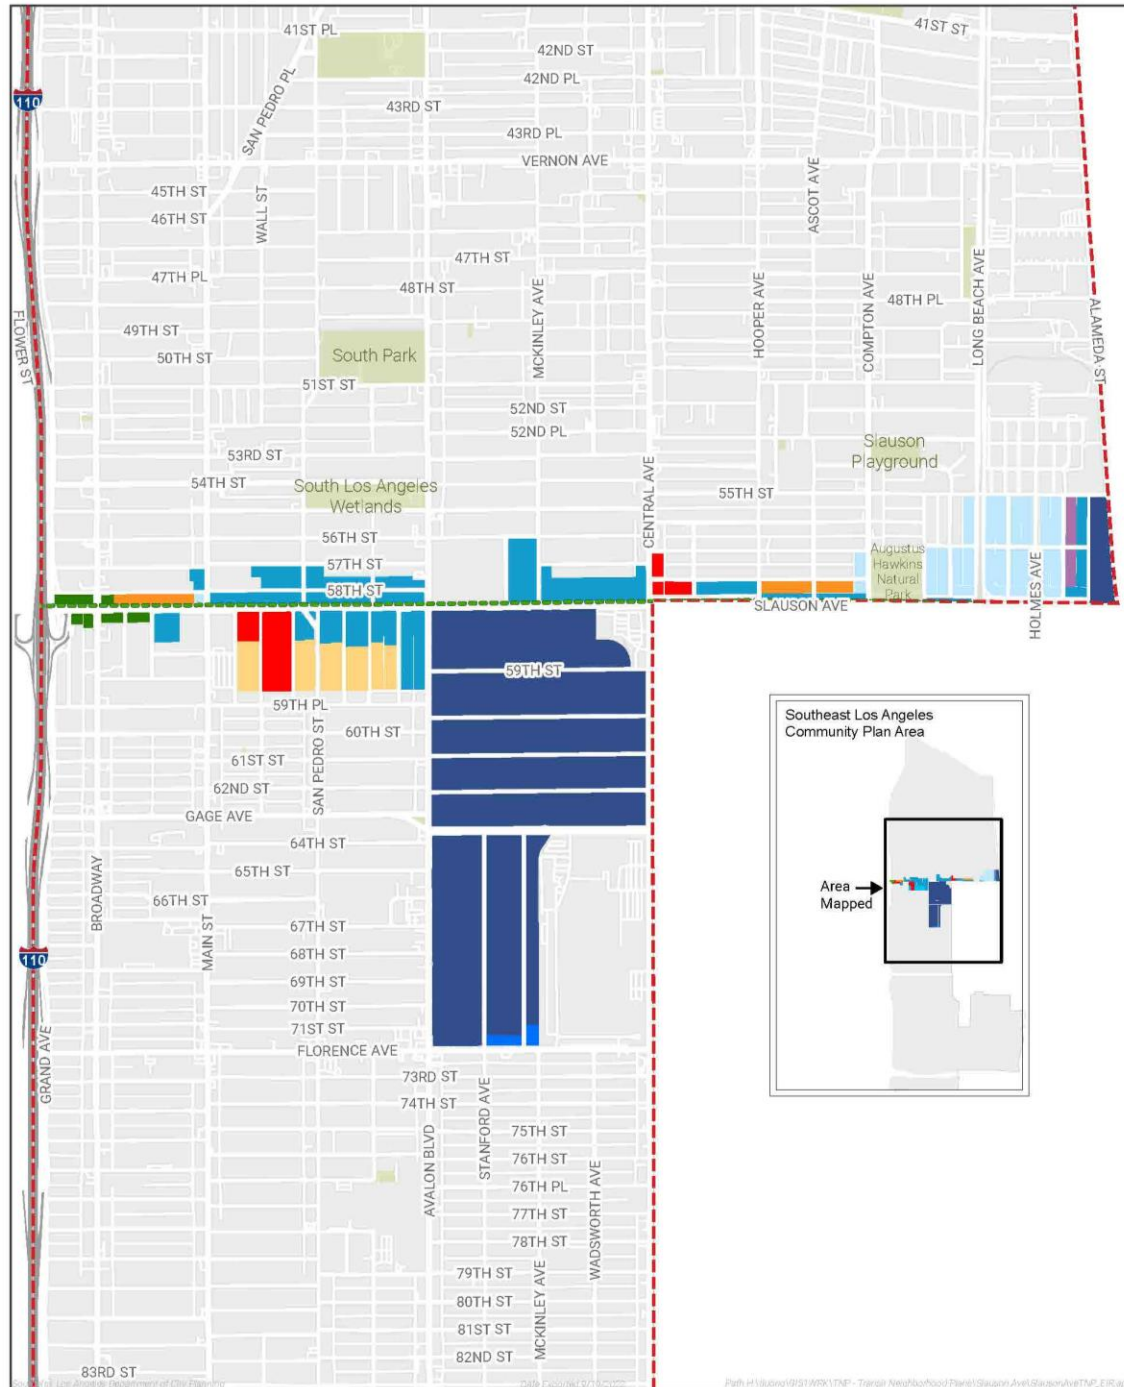 41ST PL
42ND ST
41ST ST
42ND PL
110
SAN PEDRO PL
43RD ST
43RD PL
VERNON AVE
ASCOT AVE
45TH ST
46TH ST
WALL ST
47TH ST
47TH PL
48TH ST
MCKINLEY AVE
HOOPER AVE
COMPTON AVE
48TH PL
LONG BEACH AVE
ALAMEDA ST
FLOWER ST
49TH ST
50TH ST
South Park
51ST ST
52ND ST
52ND PL
Slauson
Playground
53RD ST
54TH ST
South Los Angeles
Wetlands
CENTRAL AVE
55TH ST
56TH ST
57TH ST
58TH ST
Augustus
Hawkins
Natural
Park
HOLMES AVE
SLAUSON AVE
59TH ST
59TH PL
60TH ST
SAN PEDRO ST
61ST ST
62ND ST
GAGE AVE
64TH ST
65TH ST
BROADWAY
66TH ST
MAIN ST
67TH ST
68TH ST
110
69TH ST
70TH ST
71ST ST
FLORENCE AVE
GRAND AVE
73RD ST
74TH ST
AVALON BLVD
STANFORD AVE
75TH ST
76TH ST
76TH PL
WADSWORTH AVE
77TH ST
78TH ST
79TH ST
MCKINLEY AVE
80TH ST
81ST ST
82ND ST
83RD ST
Southeast Los Angeles
Community Plan Area
Area
Mapped